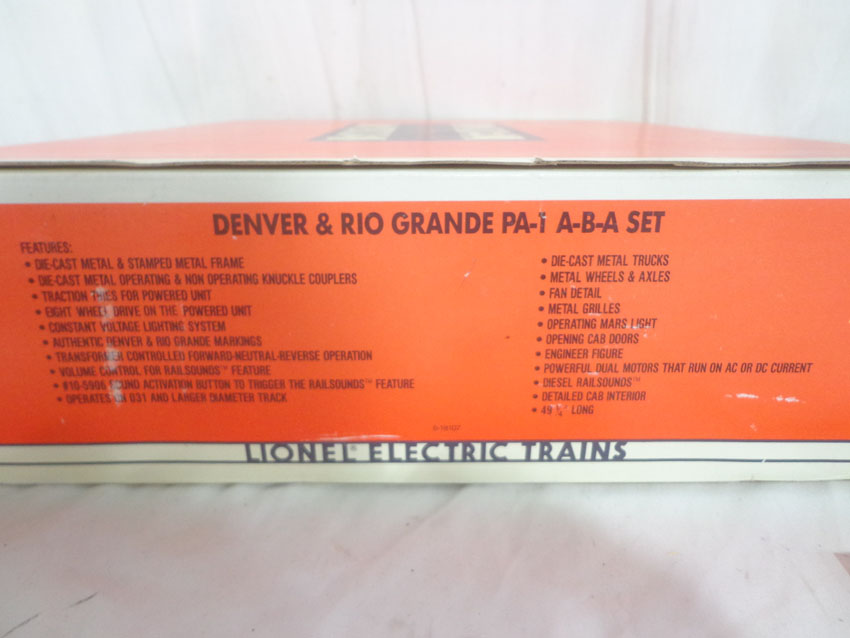 DENVER & RIO GRANDE PA-1 A-B-A SET
FEATURES:
• DIE-CAST METAL & STAMPED METAL FRAME
• DIE-CAST METAL OPERATING & NON OPERATING KNUCKLE COUPLERS
• TRACTION TIRES FOR POWERED UNIT
• EIGHT WHEEL DRIVE ON THE POWERED UNIT
• CONSTANT VOLTAGE LIGHTING SYSTEM
• AUTHENTIC DENVER & RIO GRANDE MARKINGS
• TRANSFORMER CONTROLLED FORWARD-NEUTRAL-REVERSE OPERATION
• VOLUME CONTROL FOR RAILSOUNDS™ FEATURE
• #10-5906 SOUND ACTIVATION BUTTON TO TRIGGER THE RAILSOUNDS™ FEATURE
• OPERATES ON 031 AND LARGER DIAMETER TRACK
• DIE-CAST METAL TRUCKS
• METAL WHEELS & AXLES
• FAN DETAIL
• METAL GRILLES
• OPERATING MARS LIGHT
• OPENING CAB DOORS
• ENGINEER FIGURE
• POWERFUL DUAL MOTORS THAT RUN ON AC OR DC CURRENT
• DIESEL RAILSOUNDS™
• DETAILED CAB INTERIOR
• 49 LONG
6-18107
LIONEL® ELECTRIC TRAINS